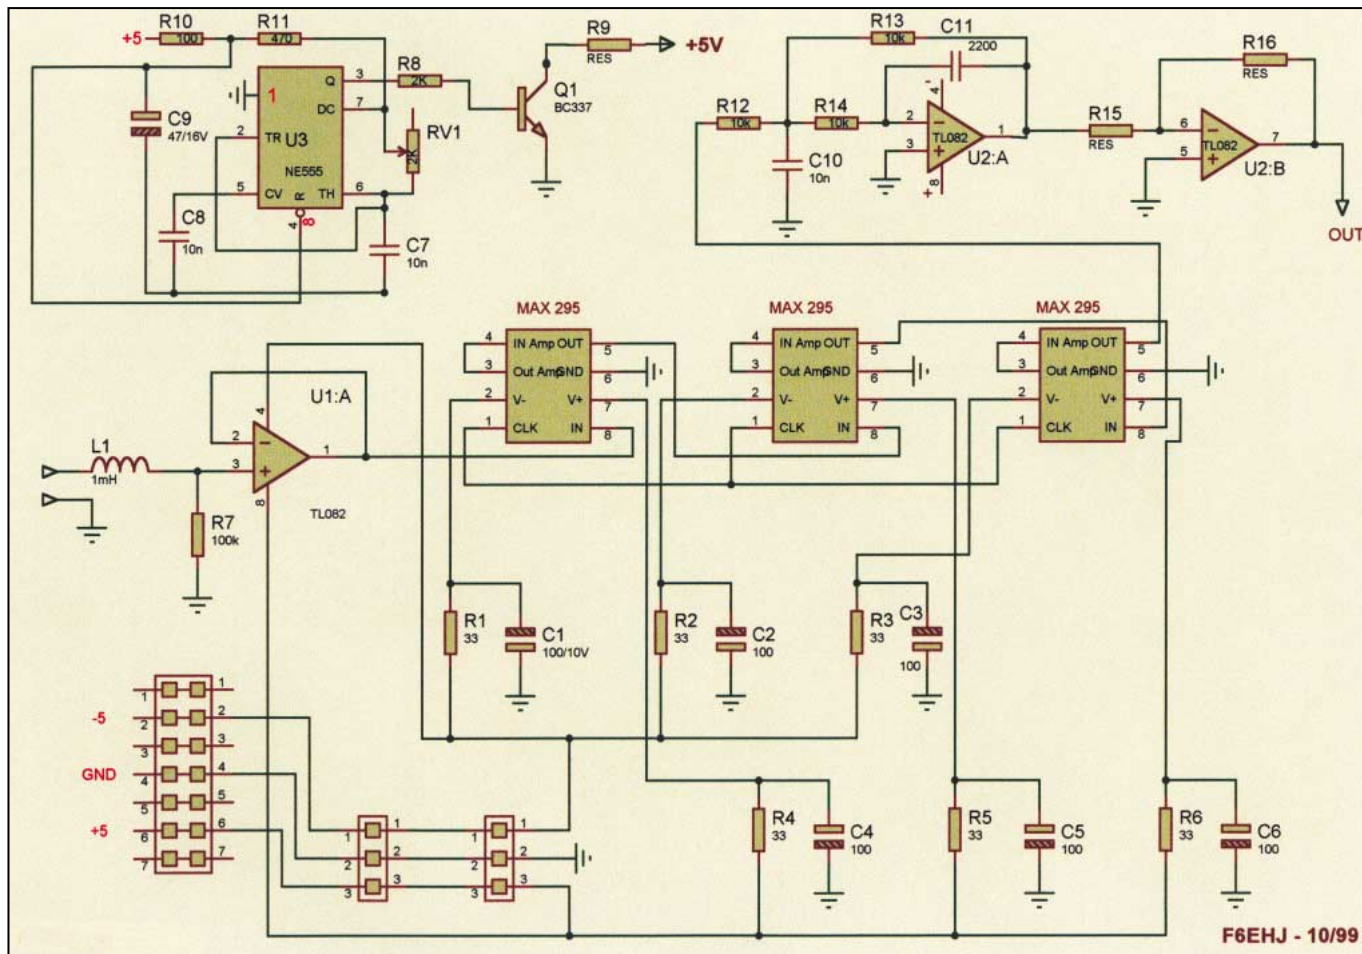 R10
100
+5
R11
470
C9
47/16V
1
Q
3
DC
7
TR
2
U3
NE555
CV
5
R
TH
6
4
8
C8
10n
C7
10n
RV1
2K
R8
2K
Q1
BC337
R9
RES
+5V
R13
10k
C11
2200
R12
10k
R14
10k
C10
10n
4
-
2
3
TL082
1
U2:A
8
+
R15
RES
R16
RES
6
5
TL082
7
U2:B
OUT
MAX 295
4
IN Amp OUT
5
3
Out Amp GND
6
2
V-
V+
7
1
CLK
IN
8
MAX 295
4
IN Amp OUT
5
3
Out Amp GND
6
2
V-
V+
7
1
CLK
IN
8
MAX 295
4
IN Amp OUT
5
3
Out Amp GND
6
2
V-
V+
7
1
CLK
IN
8
U1:A
4
2
3
1
8
TL082
L1
1mH
R7
100k
R1
33
C1
100/10V
R2
33
C2
100
R3
33
C3
100
-5
GND
+5
1
2
3
4
5
6
7
1
2
3
4
5
6
7
1
2
3
1
2
3
1
2
3
1
2
3
R4
33
C4
100
R5
33
C5
100
R6
33
C6
100
F6EHJ - 10/99